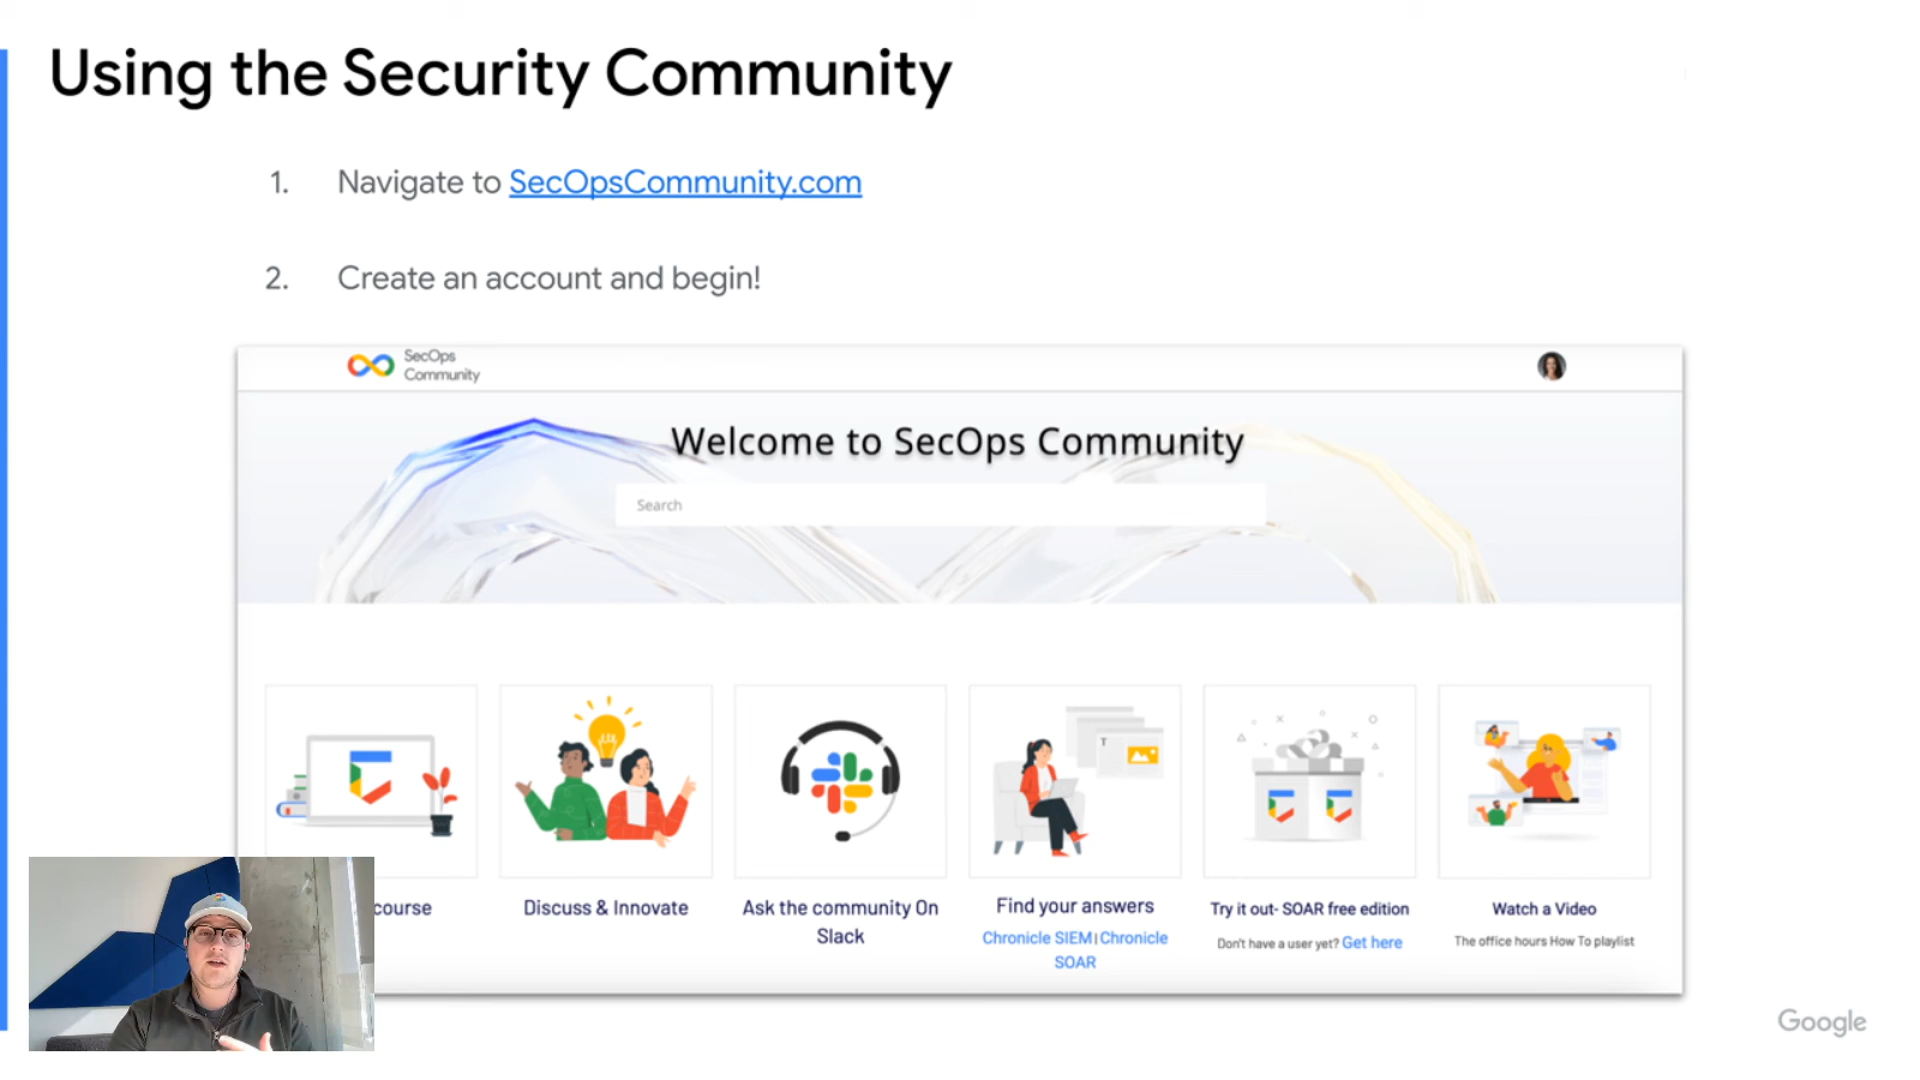 Using the Security Community
1. Navigate to SecOpsCommunity.com
2. Create an account and begin!
SecOps
Community
Welcome to SecOps Community
Search
T
course
Discuss & Innovate
Ask the community On
Slack
Find your answers
Chronicle SIEM | Chronicle
SOAR
Try it out- SOAR free edition
Don't have a user yet? Get here
Watch a Video
The office hours How To playlist
Google